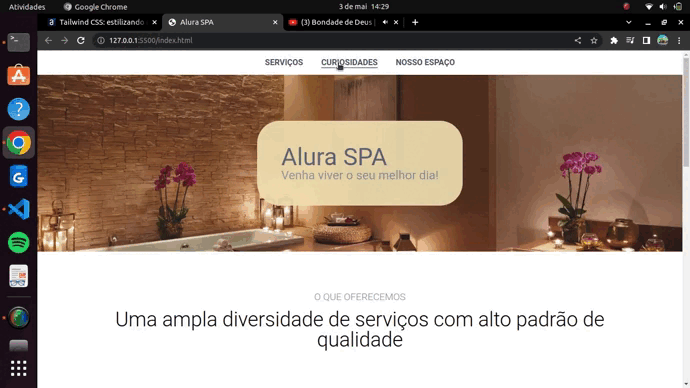 Atividades
Google Chrome
3 de mai 14:29
Tailwind CSS: estilizando
Alura SPA
(3) Bondade de Deus |
127.0.0.1:5500/index.html
SERVIÇOS
CURIOSIDADES
NOSSO ESPAÇO
Alura SPA
Venha viver o seu melhor dia!
O QUE OFERECEMOS
Uma ampla diversidade de serviços com alto padrão de
qualidade